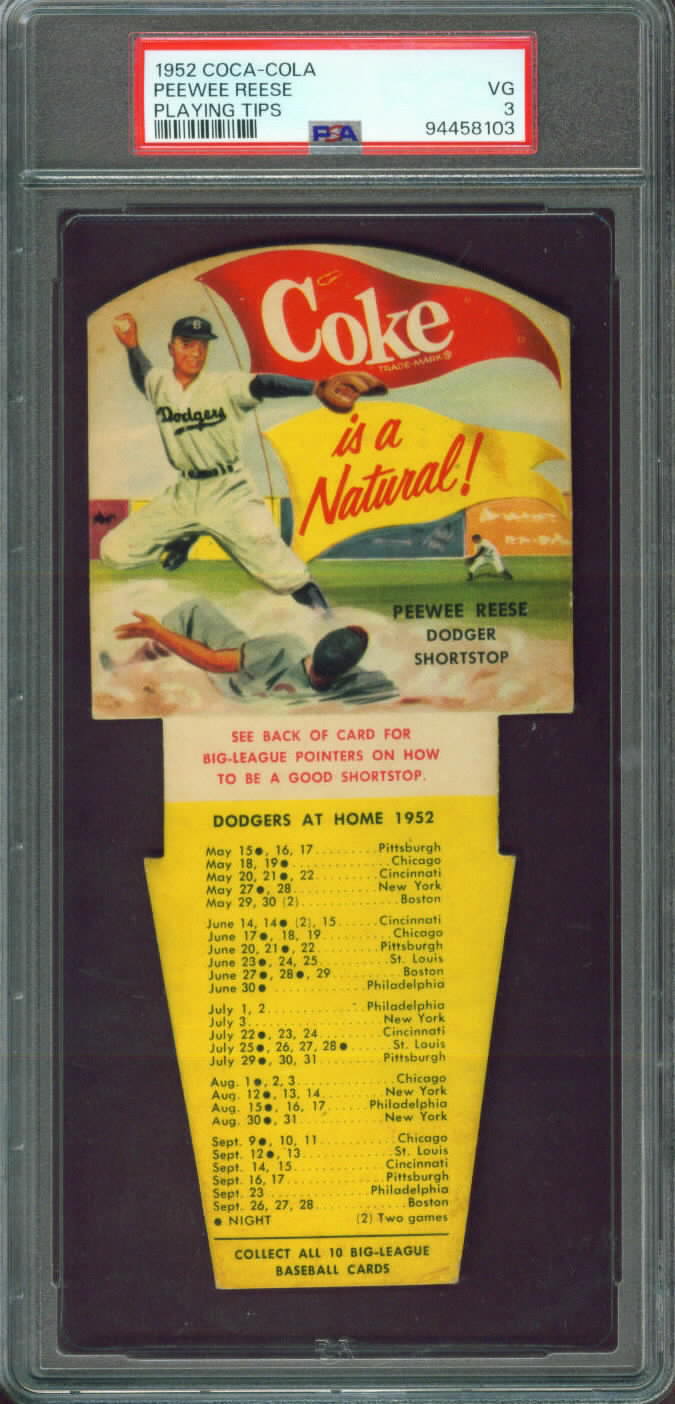 1952 COCA-COLA
PEEWEE REESE VG
PLAYING TIPS 3
PSA 94458103
Coke
TRADE-MARK®
is a
Natural!
B
Dodgers
PEEWEE REESE
DODGER
SHORTSTOP
SEE BACK OF CARD FOR
BIG-LEAGUE POINTERS ON HOW
TO BE A GOOD SHORTSTOP.
DODGERS AT HOME 1952
May 15●, 16, 17.........Pittsburgh
May 18, 19●..............Chicago
May 20, 21●, 22.........Cincinnati
May 27●, 28............New York
May 29, 30 (2)..............Boston
June 14, 14● (2), 15......Cincinnati
June 17●, 18, 19..........Chicago
June 20, 21●, 22.........Pittsburgh
June 23●, 24, 25..........St. Louis
June 27●, 28●, 29..........Boston
June 30●..............Philadelphia
July 1, 2..............Philadelphia
July 3...................New York
July 22●, 23, 24.........Cincinnati
July 25●, 26, 27, 28●......St. Louis
July 29●, 30, 31.........Pittsburgh
Aug. 1●, 2, 3..............Chicago
Aug. 12●, 13, 14.........New York
Aug. 15●, 16, 17......Philadelphia
Aug. 30●, 31............New York
Sept. 9●, 10, 11...........Chicago
Sept. 12●, 13.............St. Louis
Sept. 14, 15.............Cincinnati
Sept. 16, 17.............Pittsburgh
Sept. 23..............Philadelphia
Sept. 26, 27, 28............Boston
● NIGHT (2) Two games
COLLECT ALL 10 BIG-LEAGUE
BASEBALL CARDS
PSA